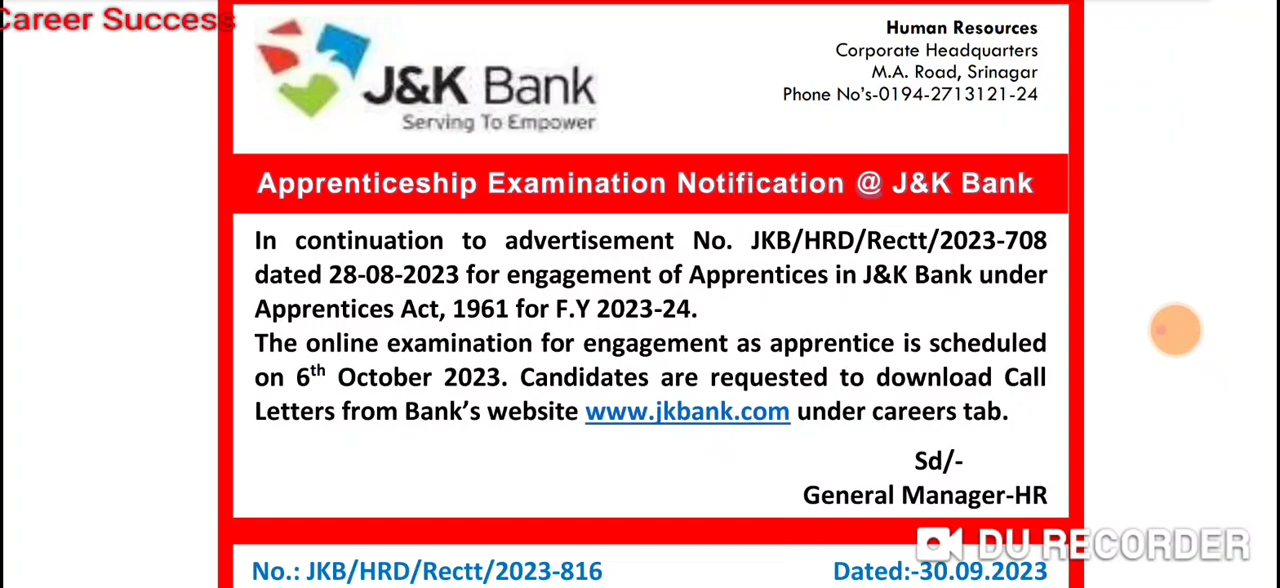 Career Success
J&K Bank
Serving To Empower
Human Resources
Corporate Headquarters
M.A. Road, Srinagar
Phone No's-0194-2713121-24
Apprenticeship Examination Notification @ J&K Bank
In continuation to advertisement No. JKB/HRD/Rectt/2023-708
dated 28-08-2023 for engagement of Apprentices in J&K Bank under
Apprentices Act, 1961 for F.Y 2023-24.
The online examination for engagement as apprentice is scheduled
on 6th October 2023. Candidates are requested to download Call
Letters from Bank's website www.jkbank.com under careers tab.
Sd/-
General Manager-HR
DU RECORDER
No.: JKB/HRD/Rectt/2023-816 Dated:-30.09.2023